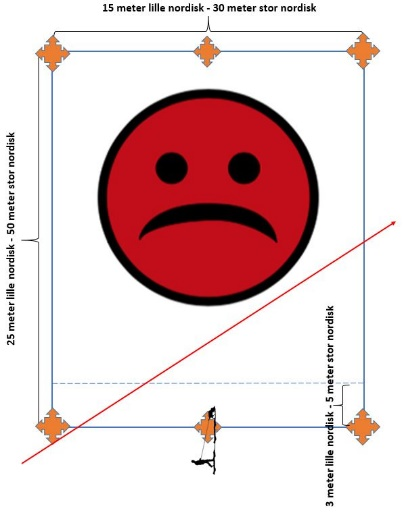 15 meter lille nordisk - 30 meter stor nordisk
25 meter lille nordisk - 50 meter stor nordisk
3 meter lille nordisk - 5 meter stor nordisk